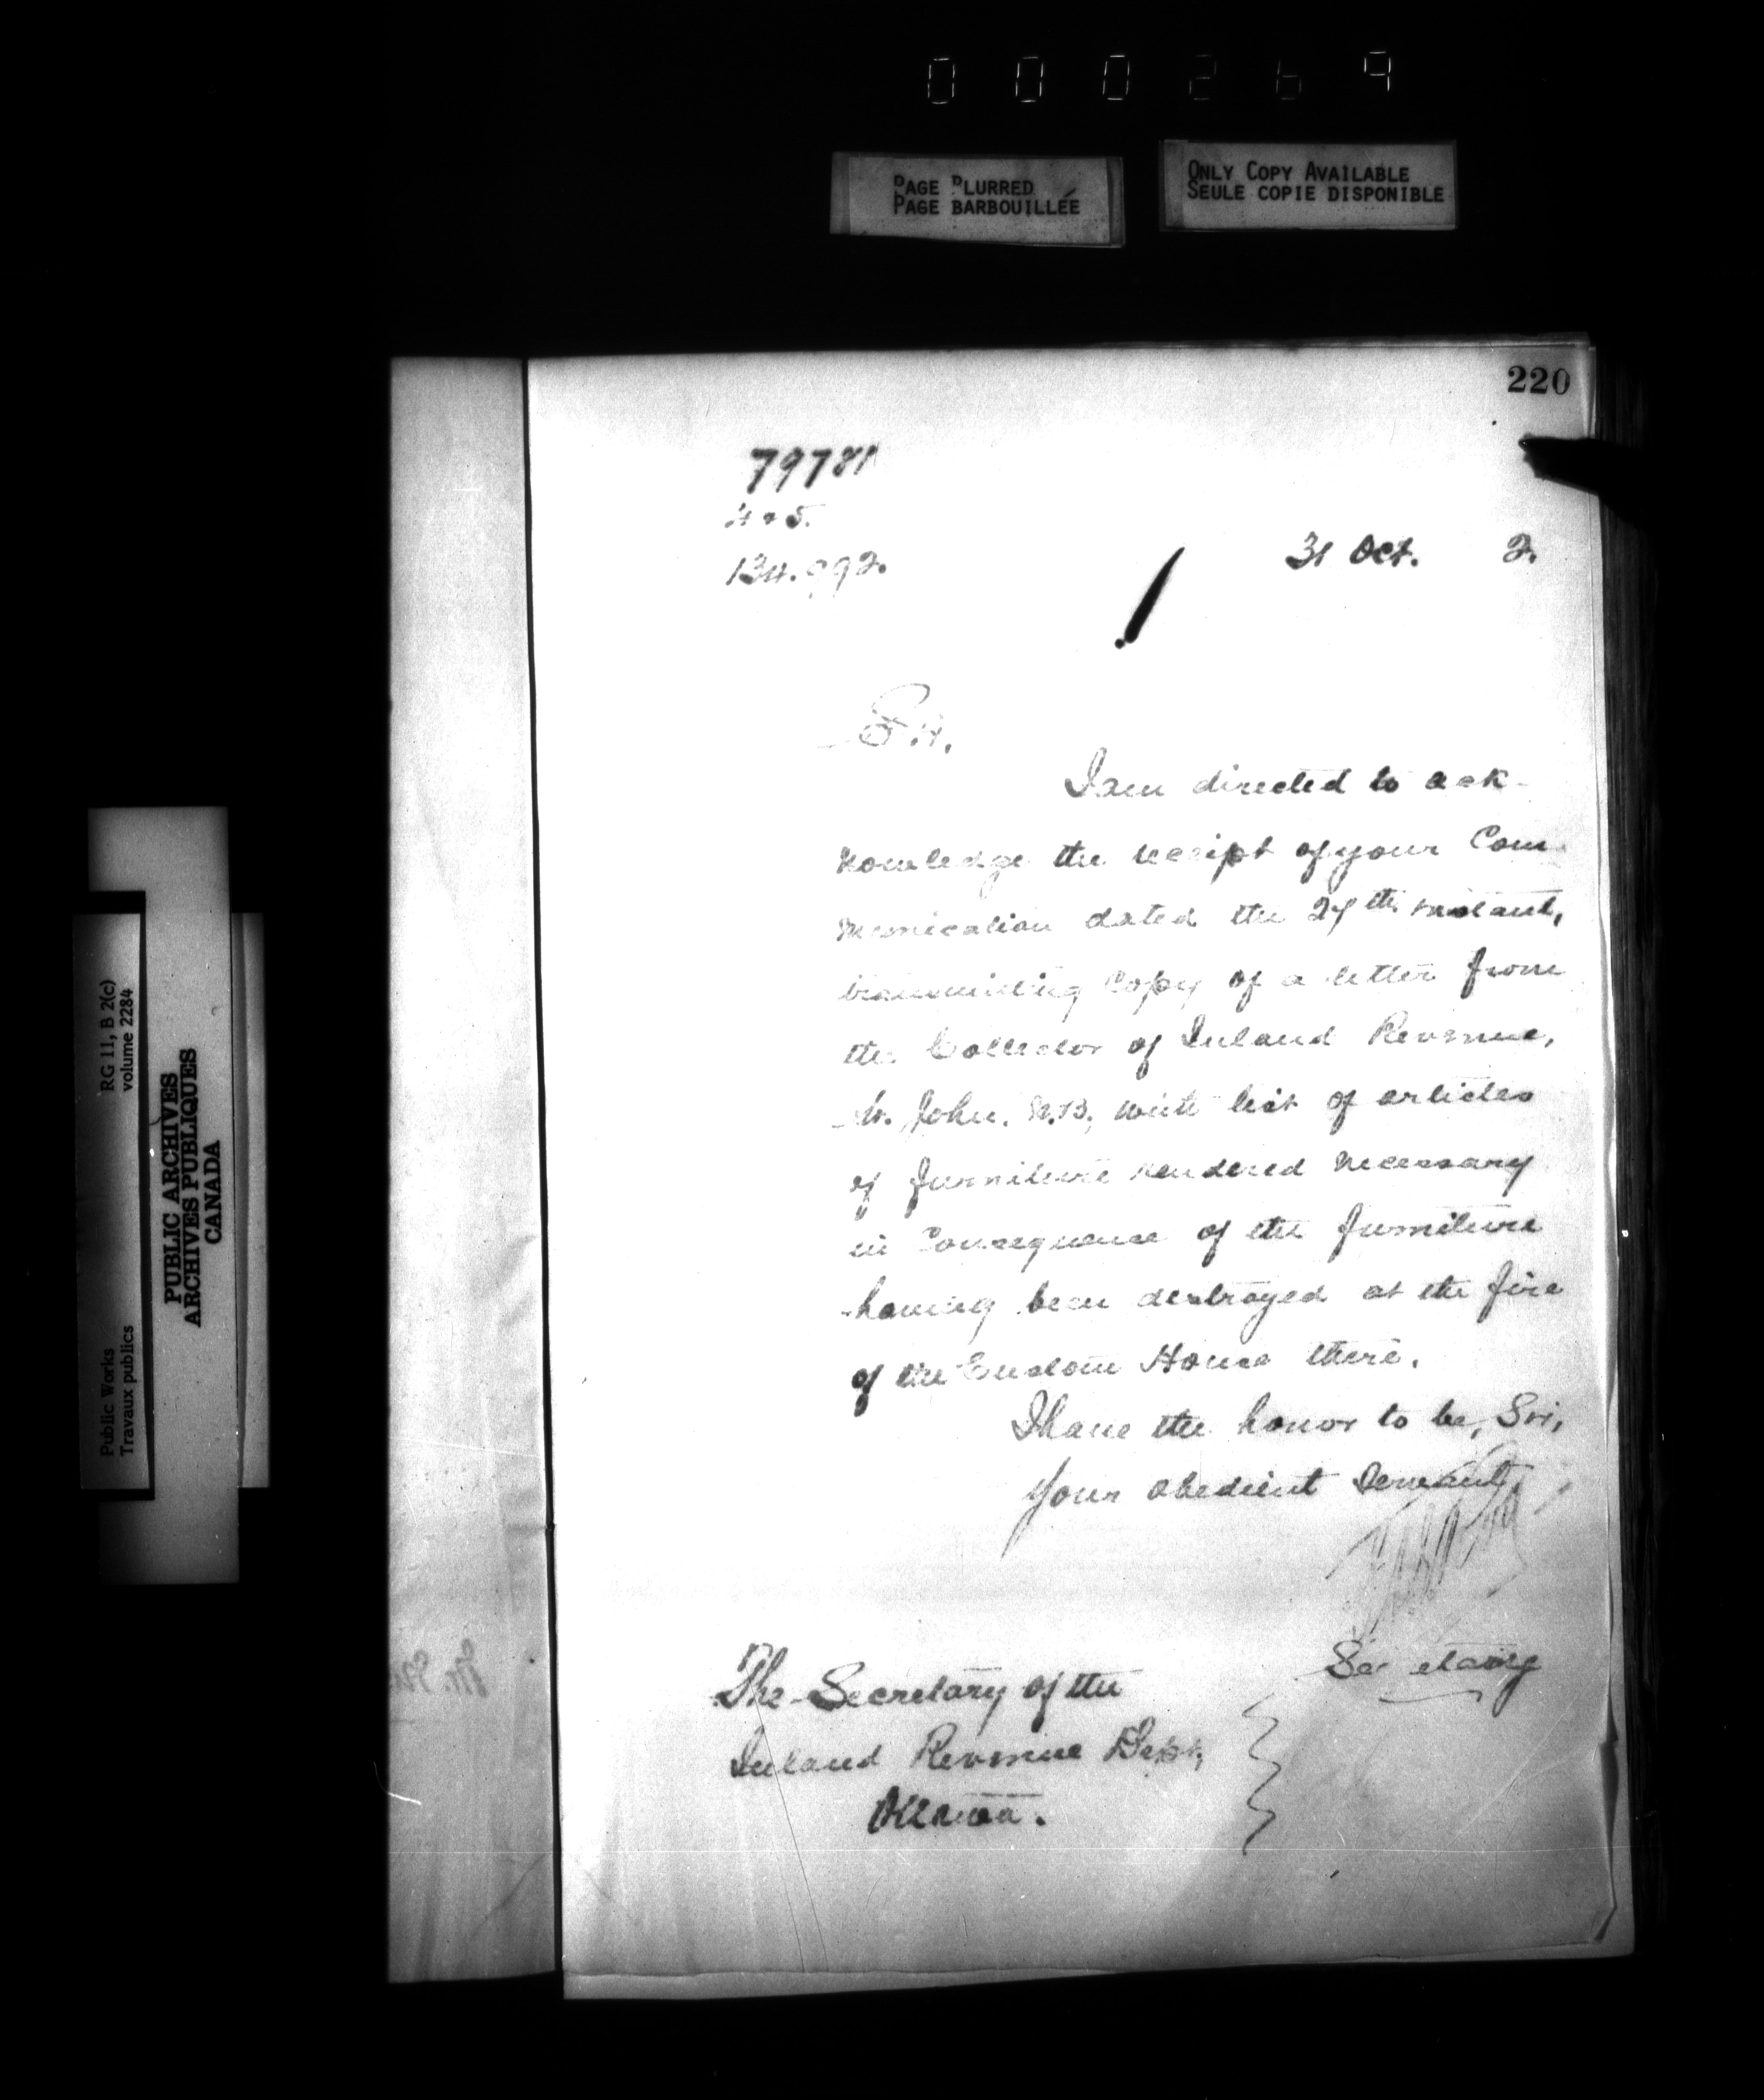 000269
PAGE BLURRED
PAGE BARBOUILLÉE
ONLY COPY AVAILABLE
SEULE COPIE DISPONIBLE
220
79781
4 & 5.
134.992.
31 Oct. 2.
Sir,
I am directed to ack-
nowledge the receipt of your Com-
munication dated the 27th instant,
transmitting Copy of a letter from
the Collector of Inland Revenue,
St. John, N.B, with list of articles
of furniture rendered necessary
in Consequence of the furniture
having been destroyed at the fire
of the Custom House there.
I have the honor to be, Sir,
Your obedient Servant
Secretary
The Secretary of the
Inland Revenue Dept,
Ottawa.
Public Works
Travaux publics
RG 11, B 2(c)
volume 2284
PUBLIC ARCHIVES
ARCHIVES PUBLIQUES
CANADA